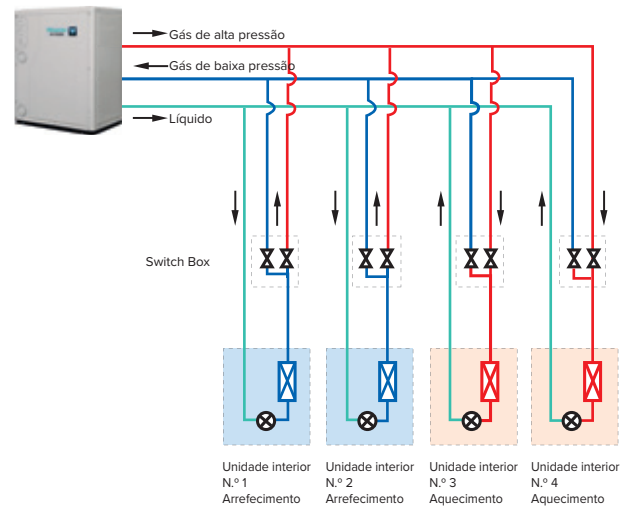 Gás de alta pressão
Gás de baixa pressão
Líquido
Switch Box
Unidade interior
N.º 1
Arrefecimento
Unidade interior
N.º 2
Arrefecimento
Unidade interior
N.º 3
Aquecimento
Unidade interior
N.º 4
Aquecimento